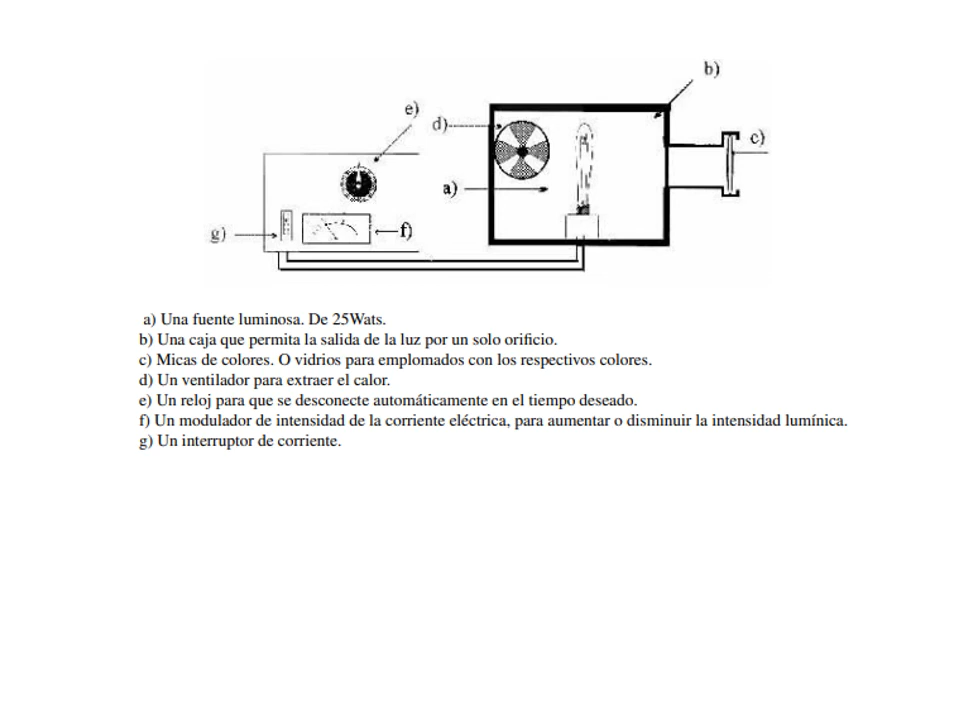 b)
e)
d)
c)
a)
g)
f)
a) Una fuente luminosa. De 25Wats.
b) Una caja que permita la salida de la luz por un solo orificio.
c) Micas de colores. O vidrios para emplomados con los respectivos colores.
d) Un ventilador para extraer el calor.
e) Un reloj para que se desconecte automáticamente en el tiempo deseado.
f) Un modulador de intensidad de la corriente eléctrica, para aumentar o disminuir la intensidad lumínica.
g) Un interruptor de corriente.